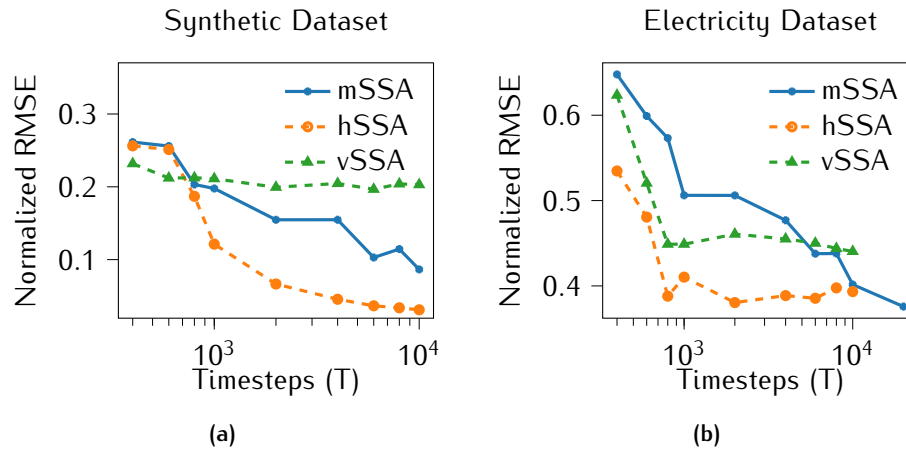 Synthetic Dataset
Normalized RMSE
0.3
0.2
0.1
mSSA
hSSA
vSSA
10³
10⁴
Timesteps (T)
(a)
Electricity Dataset
Normalized RMSE
0.6
0.5
0.4
mSSA
hSSA
vSSA
10³
10⁴
Timesteps (T)
(b)